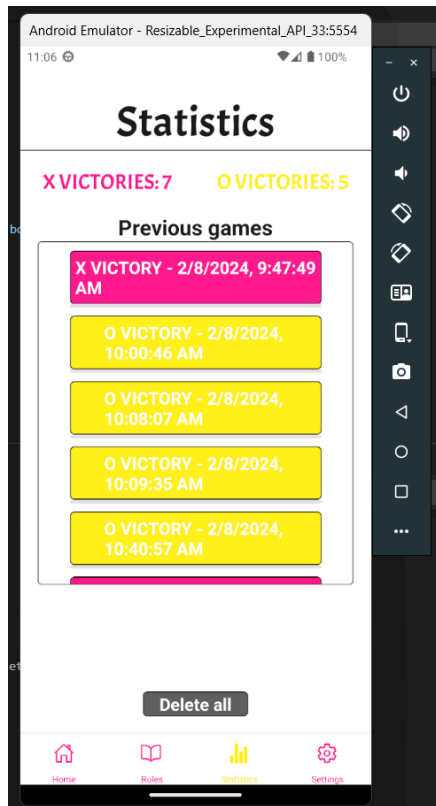 Android Emulator - Resizable_Experimental_API_33:5554
11:06
100%
Statistics
X VICTORIES: 7
O VICTORIES: 5
Previous games
X VICTORY - 2/8/2024, 9:47:49
AM
O VICTORY - 2/8/2024,
10:00:46 AM
O VICTORY - 2/8/2024,
10:08:07 AM
O VICTORY - 2/8/2024,
10:09:35 AM
O VICTORY - 2/8/2024,
10:40:57 AM
Delete all
Home
Rules
Statistics
Settings